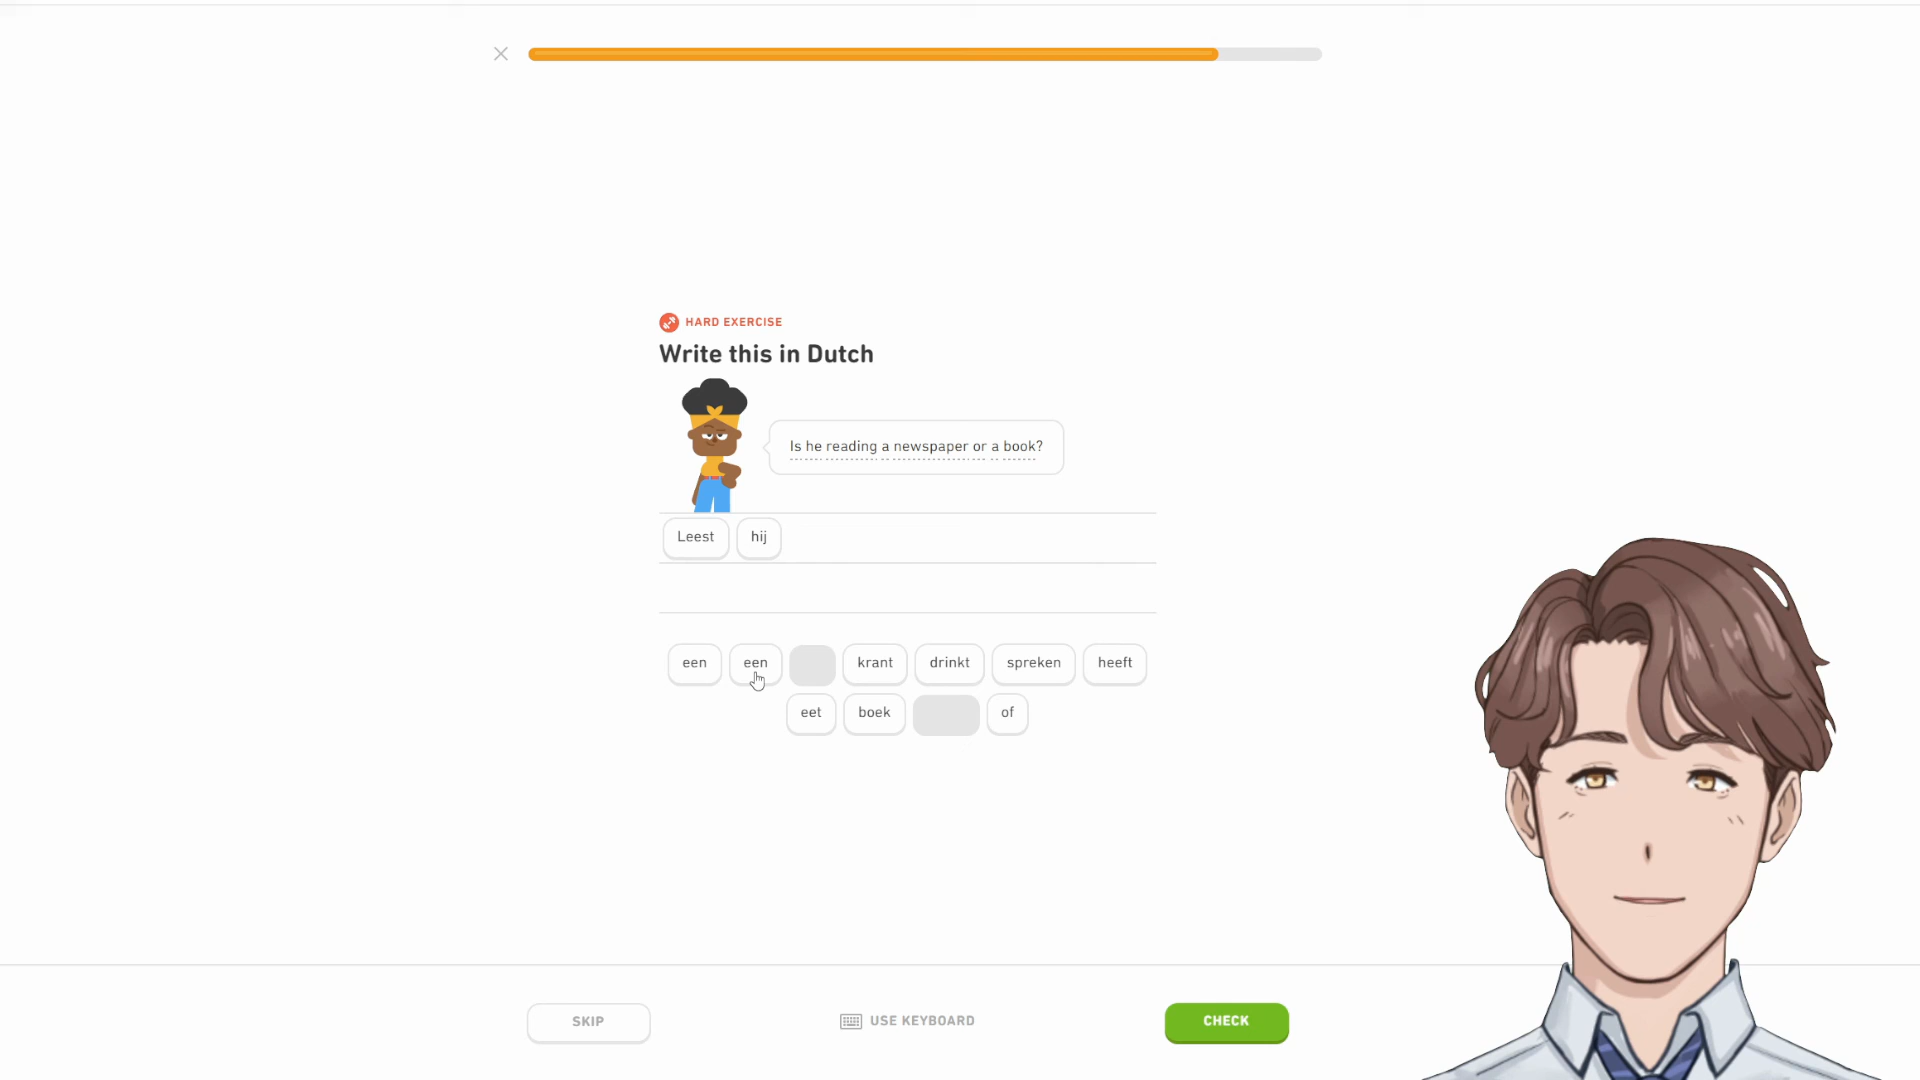 HARD EXERCISE
Write this in Dutch
Is he reading a newspaper or a book?
Leest hij
een een krant drinkt spreken heeft
eet boek of
SKIP USE KEYBOARD CHECK